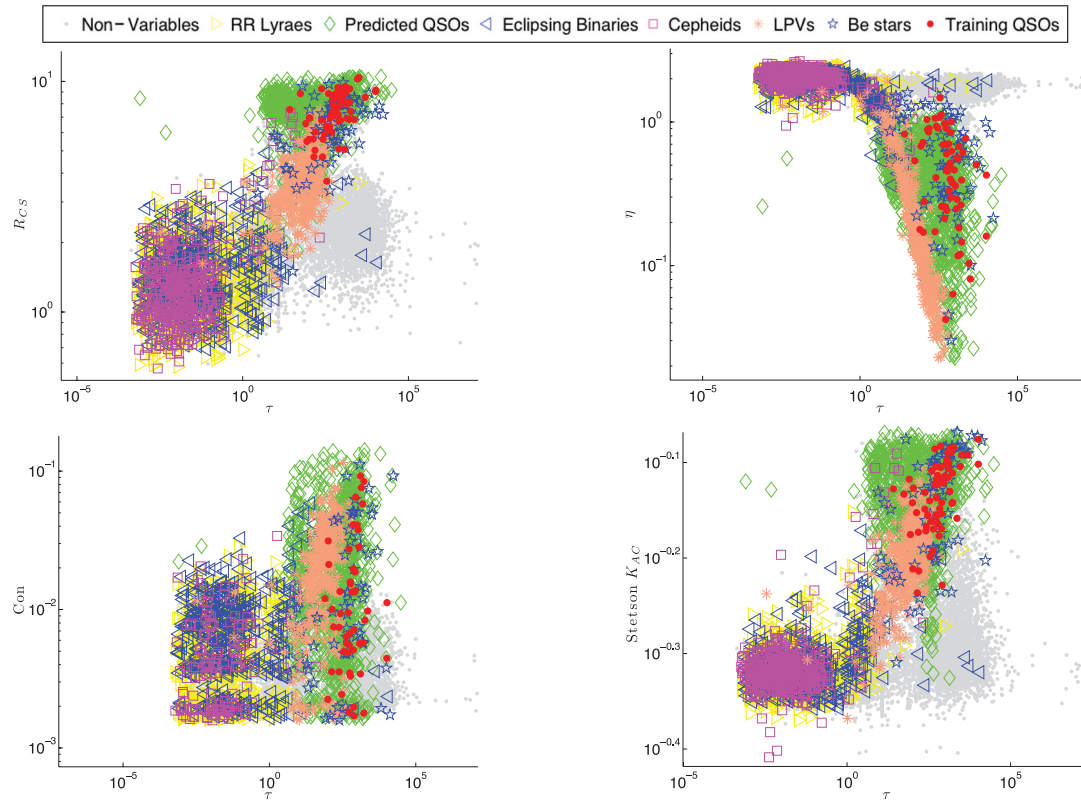 Non-Variables RR Lyraes Predicted QSOs Eclipsing Binaries Cepheids LPVs Be stars Training QSOs
10^1
10^0
R_CS
10^-5 10^0 10^5
τ
10^0
10^-1
η
10^-5 10^0 10^5
τ
10^-1
10^-2
10^-3
Con
10^-5 10^0 10^5
τ
10^-0.1
10^-0.2
10^-0.3
10^-0.4
Stetson K_AC
10^-5 10^0 10^5
τ